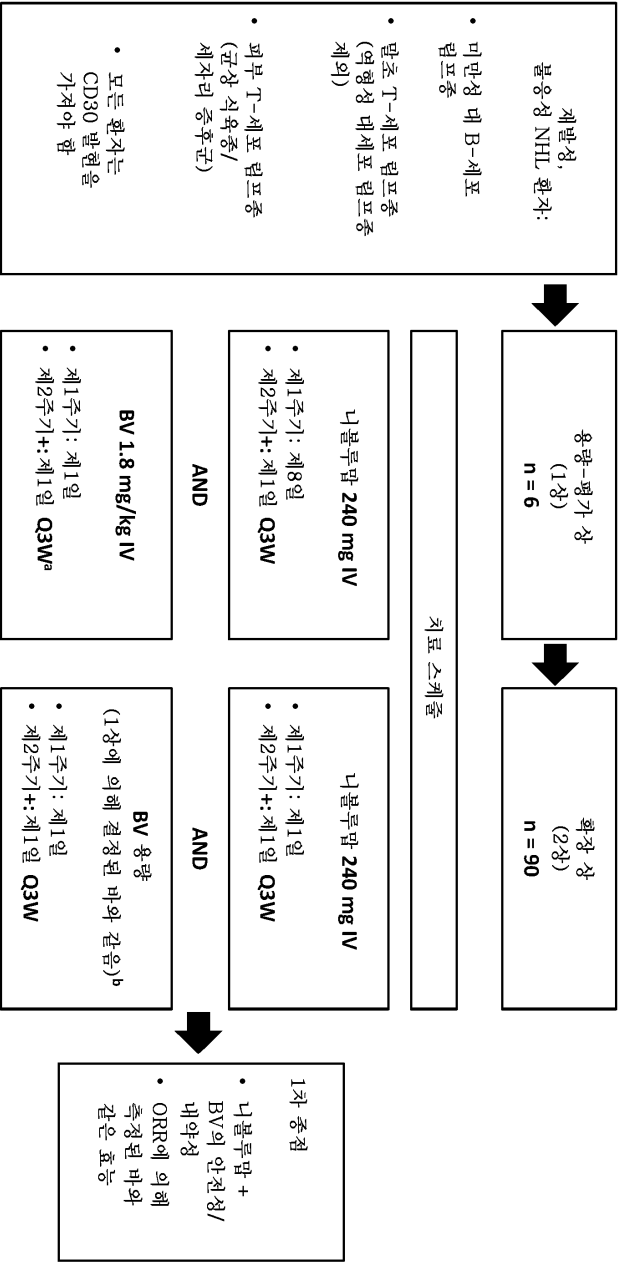 재발성,
불응성 NHL 환자:
• 미만성 대 B-세포
림프종
• 말초 T-세포 림프종
(역형성 대세포 림프종
제외)
• 피부 T-세포 림프종
(균상 식육종/
세자리 증후군)
• 모든 환자는
CD30 발현을
가져야 함
용량-평가 상
(1상)
n = 6
확장 상
(2상)
n = 90
치료 스케줄
니볼루맙 240 mg IV
• 제1주기: 제8일
• 제2주기+: 제1일 Q3W
AND
BV 1.8 mg/kg IV
• 제1주기: 제1일
• 제2주기+: 제1일 Q3Wa
니볼루맙 240 mg IV
• 제1주기: 제1일
• 제2주기+: 제1일 Q3W
AND
BV 용량
(1상에 의해 결정된 바와 같음)b
• 제1주기: 제1일
• 제2주기+: 제1일 Q3W
1차 종점
• 니볼루맙 +
BV의 안전성/
내약성
• ORR에 의해
측정된 바와
같은 효능